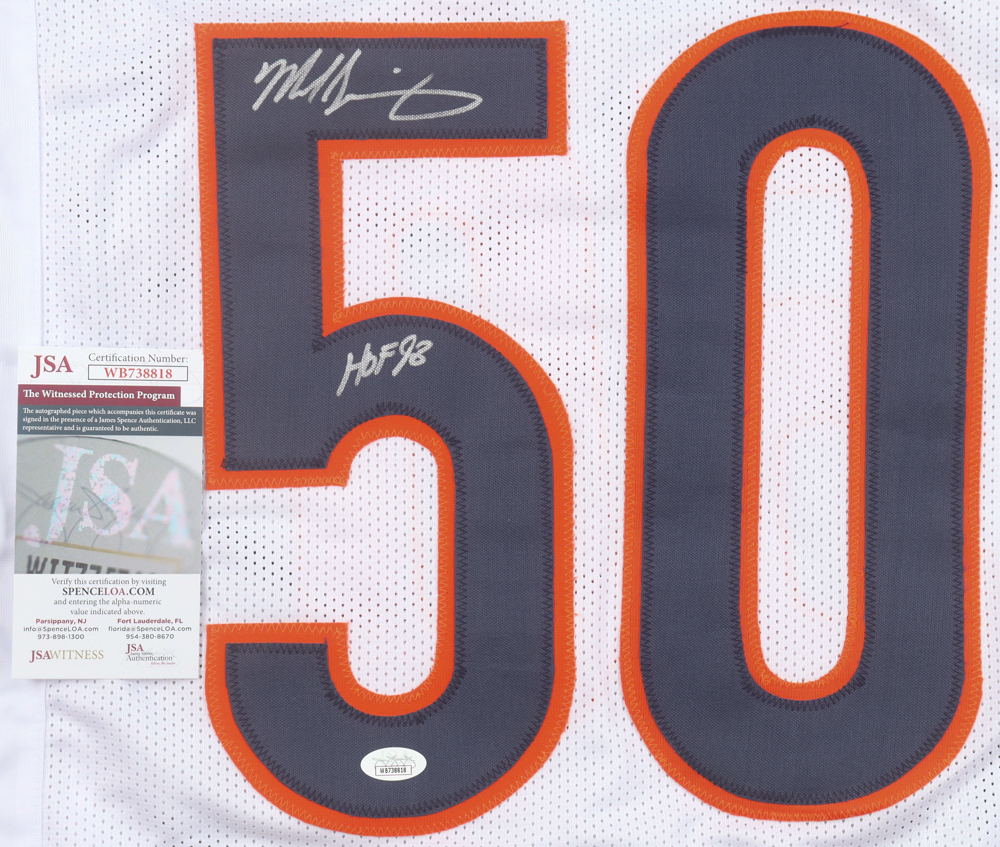 50
HOF 98
JSA
Certification Number:
WB738818
The Witnessed Protection Program
The autographed piece which accompanies this certificate was
signed in the presence of a James Spence Authentication, LLC
representative and is guaranteed to be authentic.
JSA
Verify this certification by visiting
SPENCELOA.COM
and entering the alpha-numeric
value indicated above.
Parsippany, NJ
info@SpenceLOA.com
973-898-1300
Fort Lauderdale, FL
florida@SpenceLOA.com
954-380-8670
JSAWITNESS
JSA
Authentication
WB738818